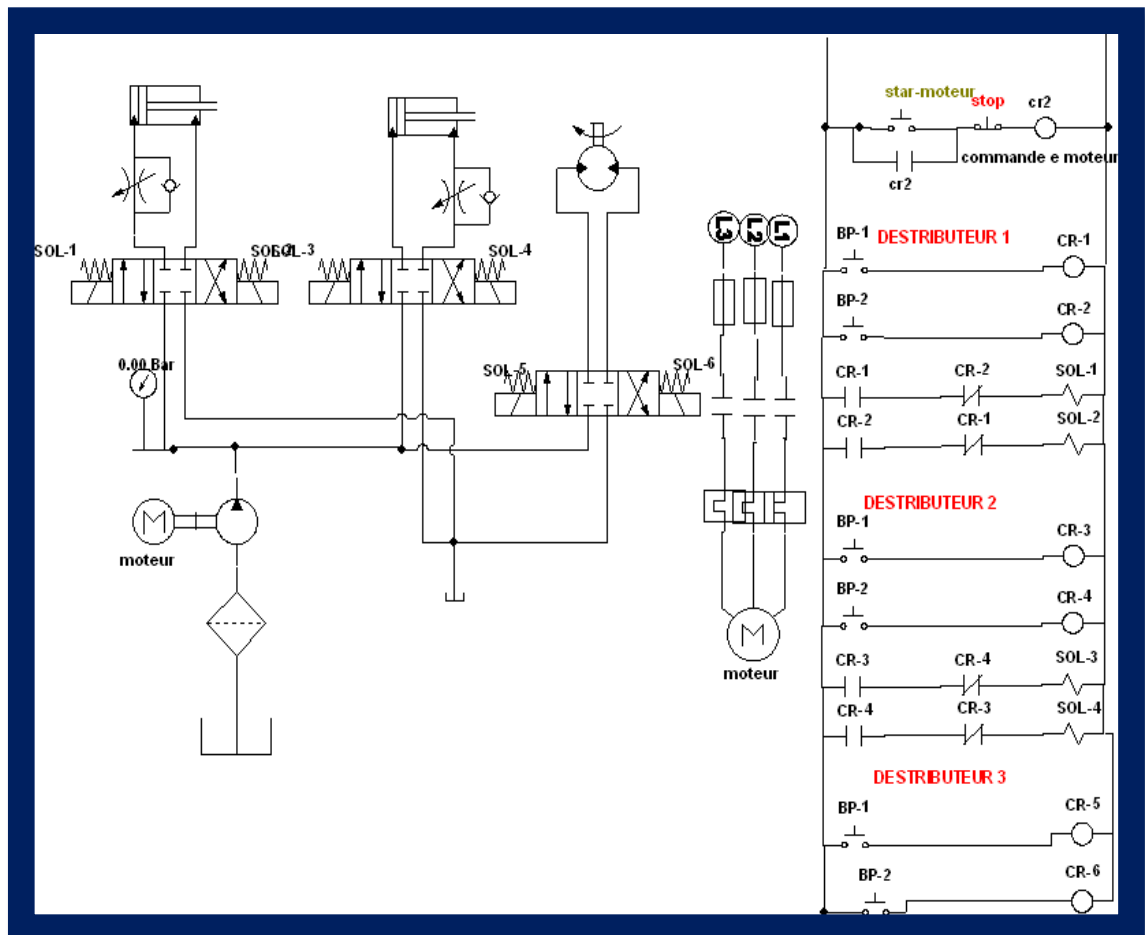 star-moteur
stop
cr2
commande e moteur
cr2
L3 L2 L1
BP-1
DESTRIBUTEUR 1
CR-1
BP-2
CR-2
CR-1 CR-2 SOL-1
CR-2 CR-1 SOL-2
DESTRIBUTEUR 2
BP-1
CR-3
BP-2
CR-4
CR-3 CR-4 SOL-3
CR-4 CR-3 SOL-4
DESTRIBUTEUR 3
BP-1
CR-5
BP-2
CR-6
SOL-1 SOL-2 SOL-3 SOL-4
0.00 Bar
SOL-5 SOL-6
M
moteur
M
moteur